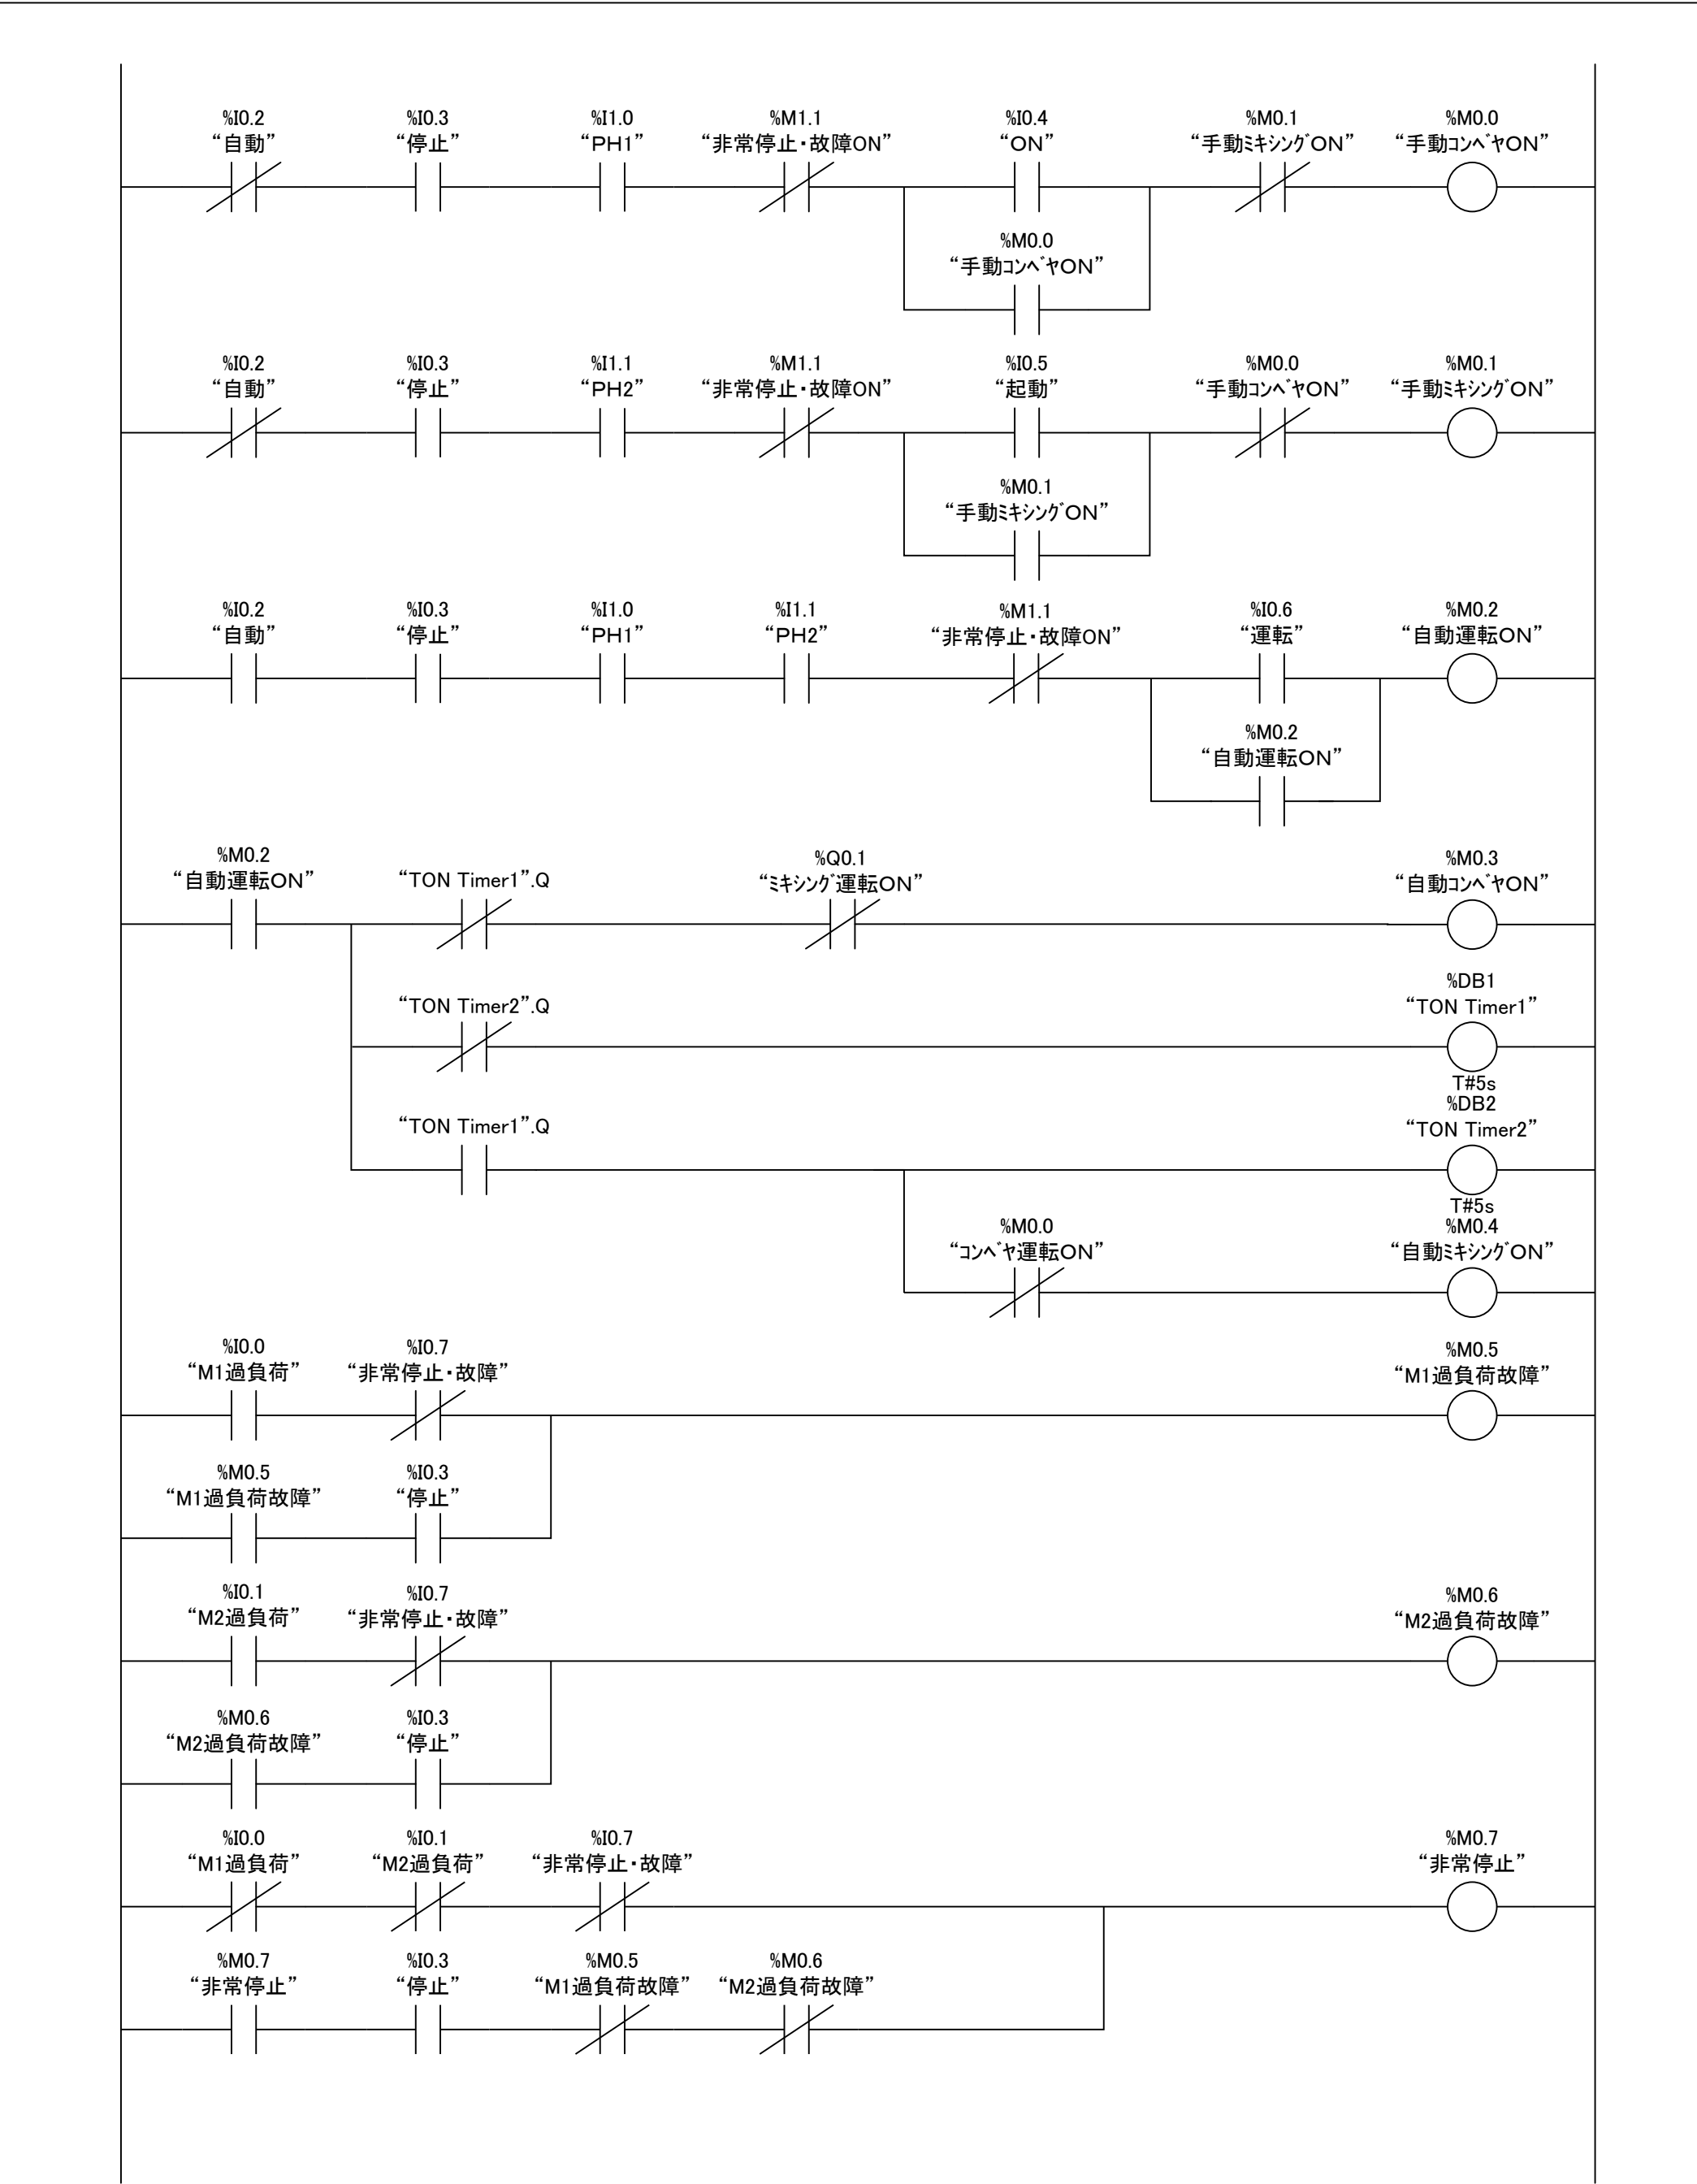 %I0.2 %I0.3 %I1.0 %M1.1 %I0.4 %M0.1 %M0.0
“自動” “停止” “PH1” “非常停止・故障ON” “ON” “手動ﾐｷｼﾝｸﾞON” “手動ｺﾝﾍﾞﾔON”
%M0.0
“手動ｺﾝﾍﾞﾔON”
%I0.2 %I0.3 %I1.1 %M1.1 %I0.5 %M0.0 %M0.1
“自動” “停止” “PH2” “非常停止・故障ON” “起動” “手動ｺﾝﾍﾞﾔON” “手動ﾐｷｼﾝｸﾞON”
%M0.1
“手動ﾐｷｼﾝｸﾞON”
%I0.2 %I0.3 %I1.0 %I1.1 %M1.1 %I0.6 %M0.2
“自動” “停止” “PH1” “PH2” “非常停止・故障ON” “運転” “自動運転ON”
%M0.2
“自動運転ON”
%M0.2 %Q0.1 %M0.3
“自動運転ON” “TON Timer1”.Q “ﾐｷｼﾝｸﾞ運転ON” “自動ｺﾝﾍﾞﾔON”
%DB1
“TON Timer2”.Q “TON Timer1”
T#5s
%DB2
“TON Timer1”.Q “TON Timer2”
T#5s
%M0.0 %M0.4
“ｺﾝﾍﾞﾔ運転ON” “自動ﾐｷｼﾝｸﾞON”
%I0.0 %I0.7 %M0.5
“M1過負荷” “非常停止・故障” “M1過負荷故障”
%M0.5 %I0.3
“M1過負荷故障” “停止”
%I0.1 %I0.7 %M0.6
“M2過負荷” “非常停止・故障” “M2過負荷故障”
%M0.6 %I0.3
“M2過負荷故障” “停止”
%I0.0 %I0.1 %I0.7 %M0.7
“M1過負荷” “M2過負荷” “非常停止・故障” “非常停止”
%M0.7 %I0.3 %M0.5 %M0.6
“非常停止” “停止” “M1過負荷故障” “M2過負荷故障”